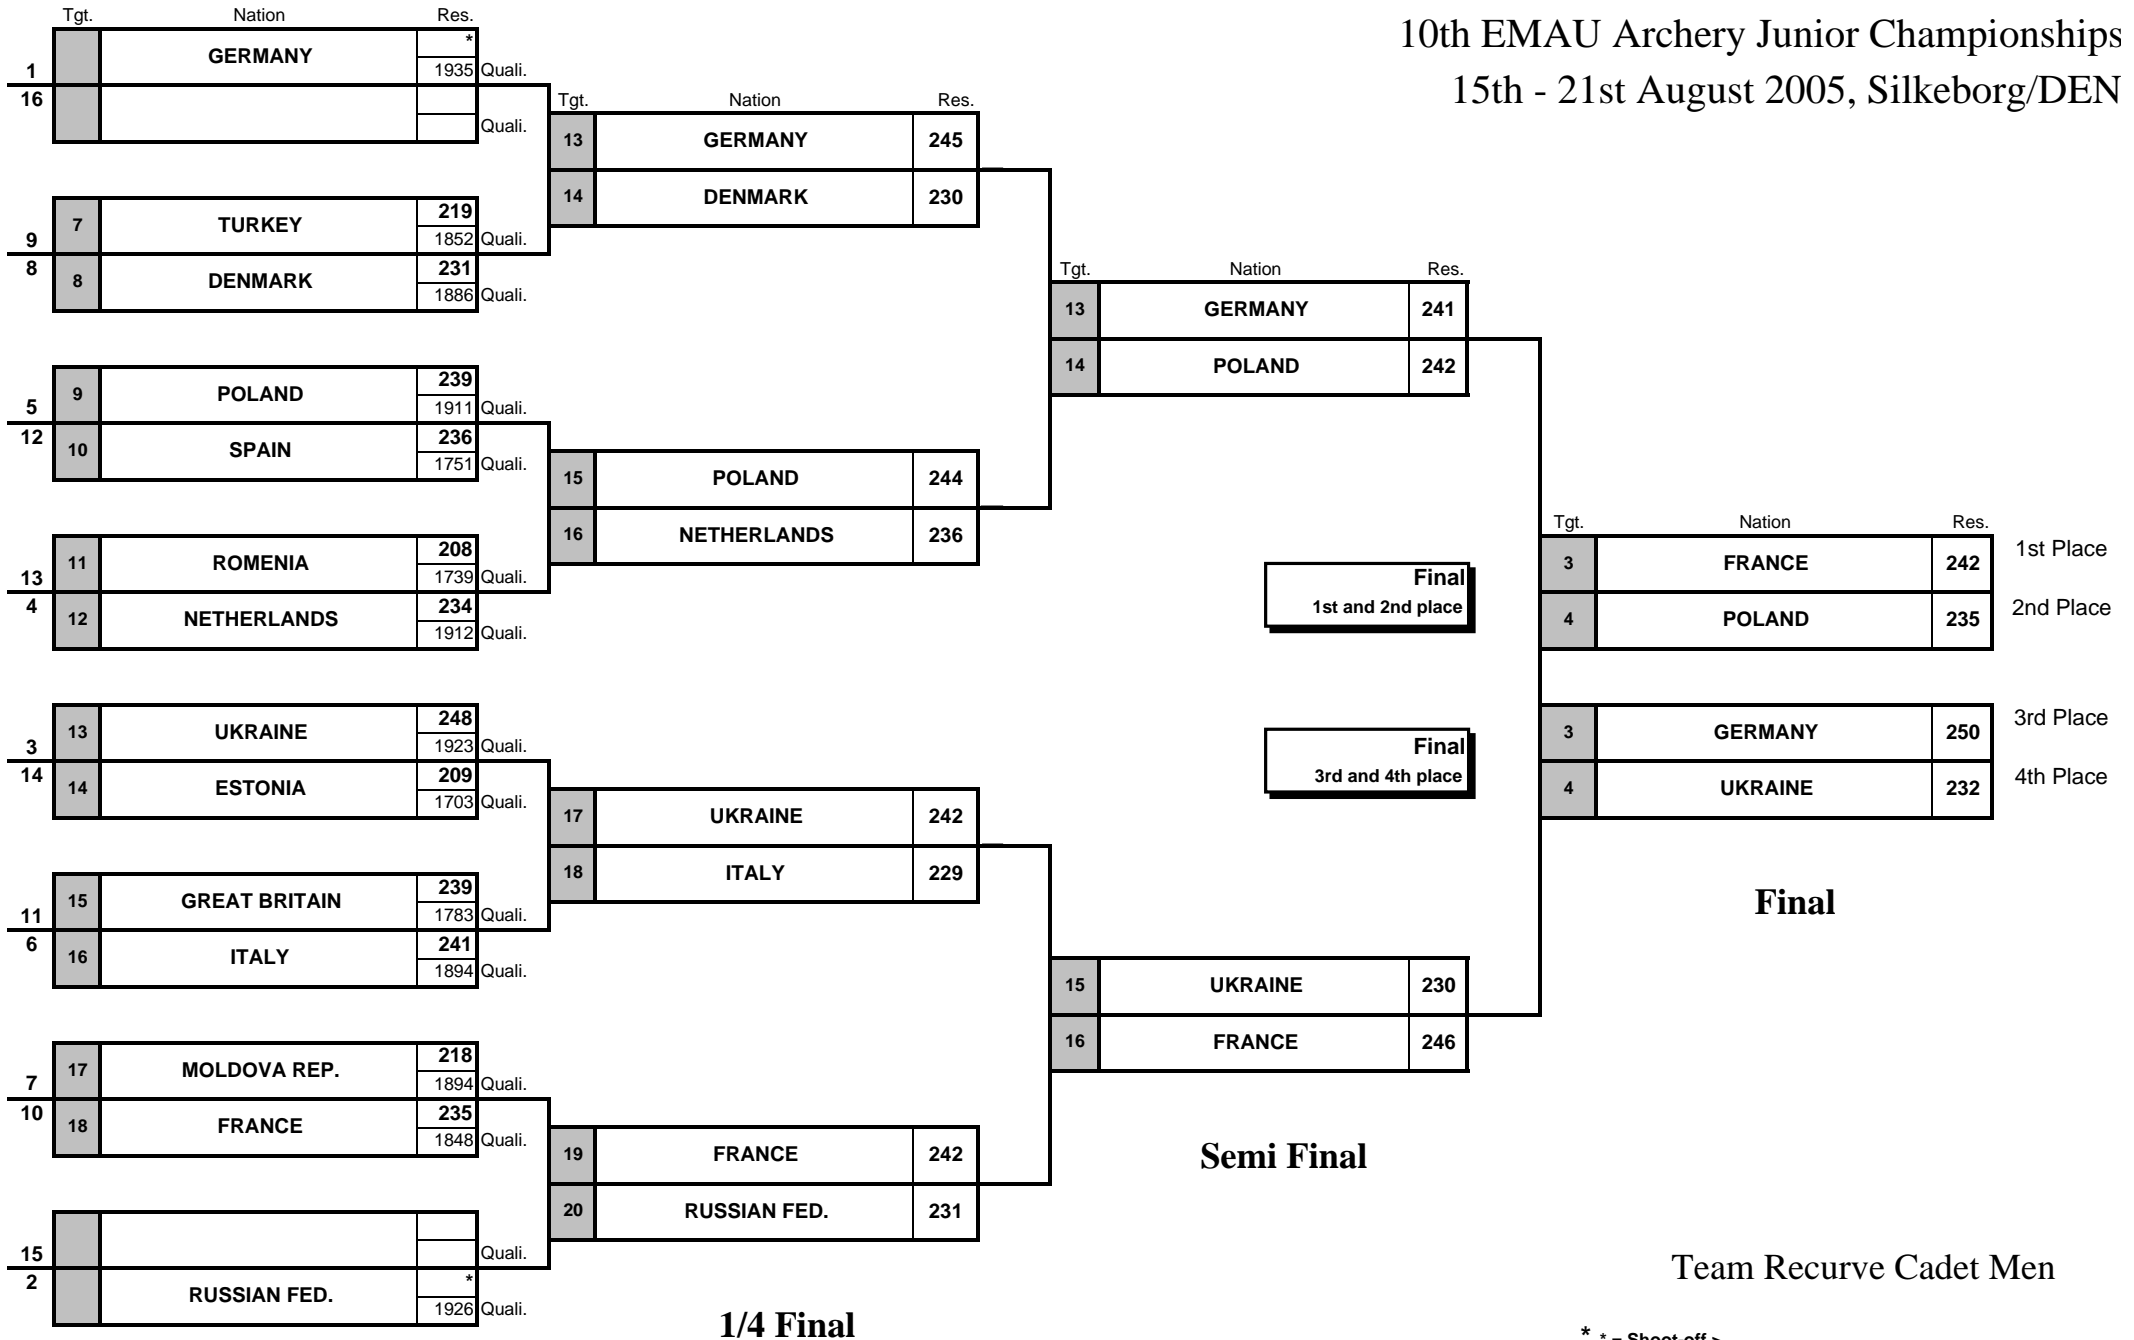 10th EMAU Archery Junior Championships
15th - 21st August 2005, Silkeborg/DEN
Tgt. Nation Res.
GERMANY *
1 1935 Quali.
16
Quali.
7 TURKEY 219
9 1852 Quali.
8 8 DENMARK 231
1886 Quali.
9 POLAND 239
5 1911 Quali.
12 10 SPAIN 236
1751 Quali.
11 ROMENIA 208
13 1739 Quali.
4 12 NETHERLANDS 234
1912 Quali.
13 UKRAINE 248
3 1923 Quali.
14 14 ESTONIA 209
1703 Quali.
15 GREAT BRITAIN 239
11 1783 Quali.
6 16 ITALY 241
1894 Quali.
17 MOLDOVA REP. 218
7 1894 Quali.
10 18 FRANCE 235
1848 Quali.
15 Quali.
2 RUSSIAN FED. *
1926 Quali.
Tgt. Nation Res.
13 GERMANY 245
14 DENMARK 230
15 POLAND 244
16 NETHERLANDS 236
17 UKRAINE 242
18 ITALY 229
19 FRANCE 242
20 RUSSIAN FED. 231
1/4 Final
Tgt. Nation Res.
13 GERMANY 241
14 POLAND 242
15 UKRAINE 230
16 FRANCE 246
Semi Final
Final
1st and 2nd place
Final
3rd and 4th place
Tgt. Nation Res.
3 FRANCE 242 1st Place
4 POLAND 235 2nd Place
3 GERMANY 250 3rd Place
4 UKRAINE 232 4th Place
Final
Team Recurve Cadet Men
* * = Shoot-off >